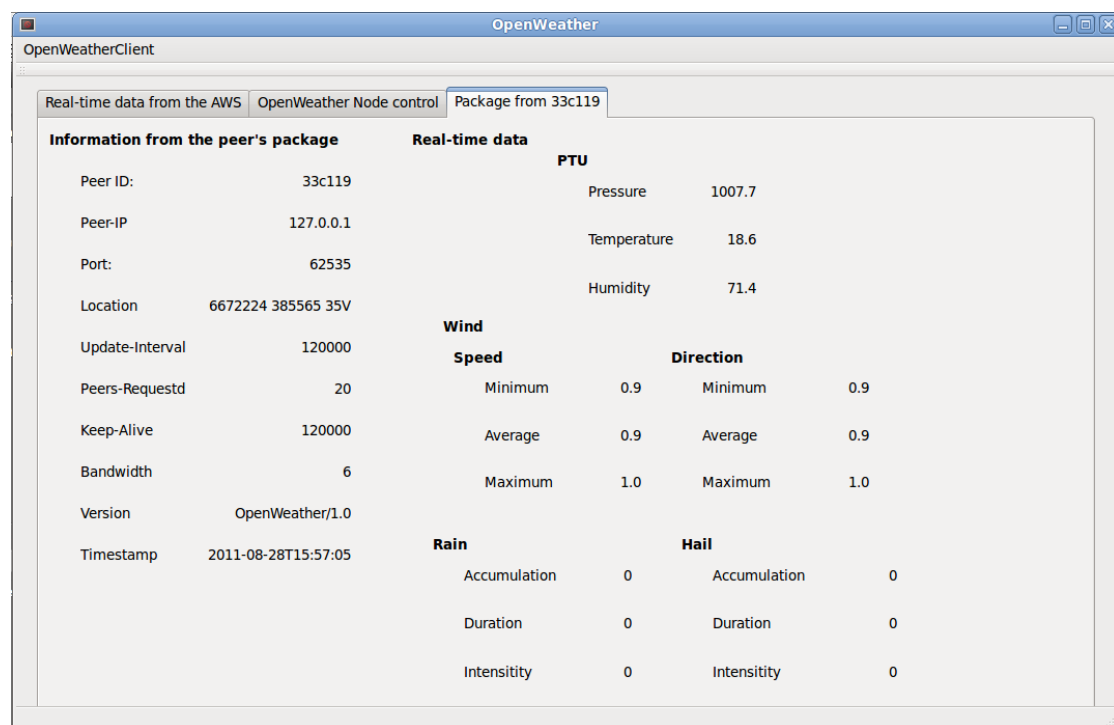 OpenWeather
OpenWeatherClient
Real-time data from the AWS OpenWeather Node control Package from 33c119
Information from the peer's package
Peer ID: 33c119
Peer-IP 127.0.0.1
Port: 62535
Location 6672224 385565 35V
Update-Interval 120000
Peers-Requestd 20
Keep-Alive 120000
Bandwidth 6
Version OpenWeather/1.0
Timestamp 2011-08-28T15:57:05
Real-time data
PTU
Pressure 1007.7
Temperature 18.6
Humidity 71.4
Wind
Speed Direction
Minimum 0.9 Minimum 0.9
Average 0.9 Average 0.9
Maximum 1.0 Maximum 1.0
Rain Hail
Accumulation 0 Accumulation 0
Duration 0 Duration 0
Intensitity 0 Intensitity 0